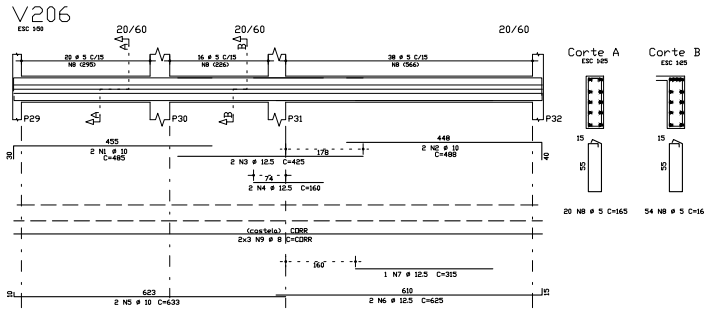 V206
ESC 1:50
20/60 20/60 20/60
A B
20 ø 5 C/15 16 ø 5 C/15 38 ø 5 C/15
N8 (295) N8 (226) N8 (566)
Corte A Corte B
ESC 1:25 ESC 1:25
A B
P29 P30 P31 P32
455 448
30 2 N1 ø 10 178 2 N2 ø 10 40
C=485 2 N3 ø 12.5 C=425 C=488
15 15
55 55
74
2 N4 ø 12.5 C=160
20 N8 ø 5 C=165 54 N8 ø 5 C=16
(costela) CORR
2x3 N9 ø 8 C=CORR
160 1 N7 ø 12.5 C=315
10 623 610 15
2 N5 ø 10 C=633 2 N6 ø 12.5 C=625